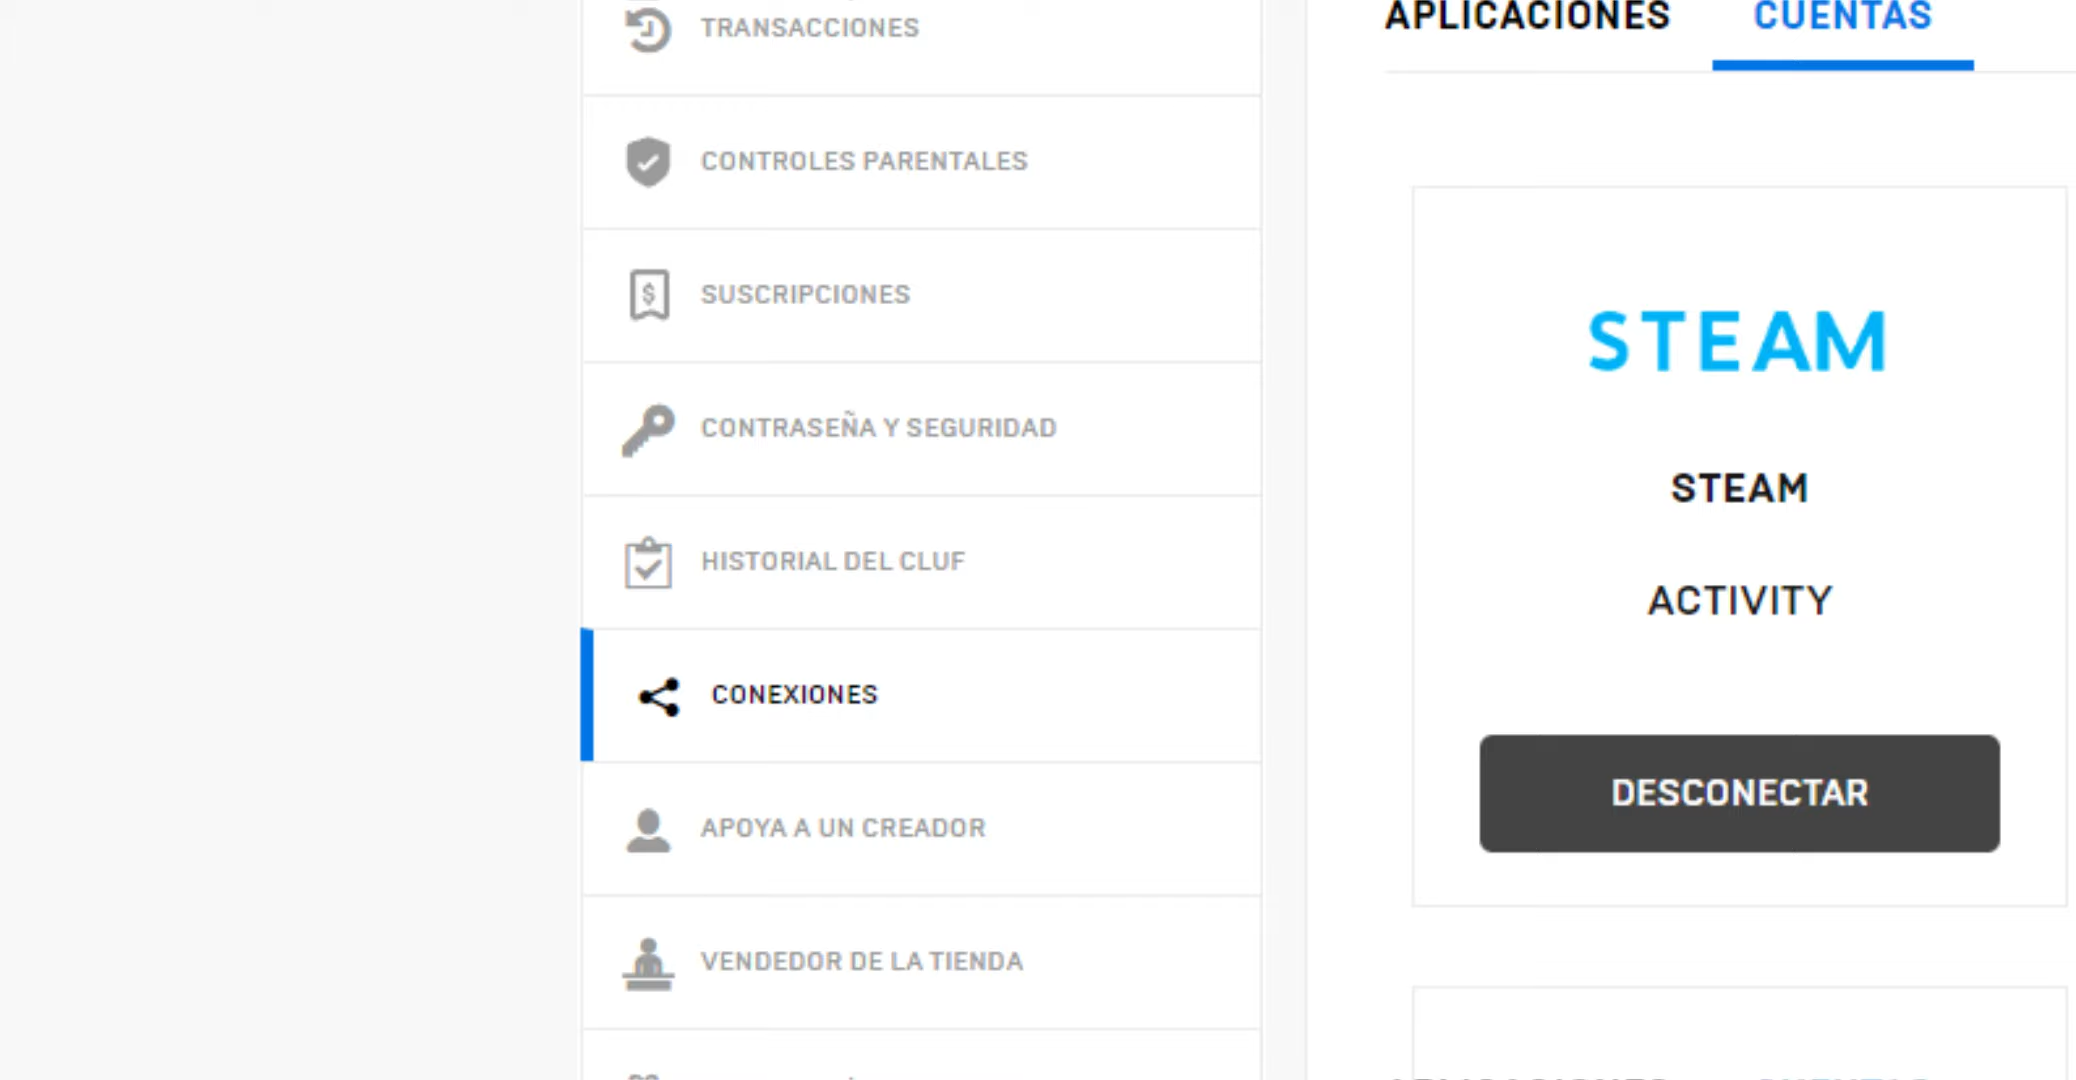 TRANSACCIONES
CONTROLES PARENTALES
$
SUSCRIPCIONES
CONTRASEÑA Y SEGURIDAD
HISTORIAL DEL CLUF
CONEXIONES
APOYA A UN CREADOR
VENDEDOR DE LA TIENDA
APLICACIONES CUENTAS
STEAM
STEAM
ACTIVITY
DESCONECTAR